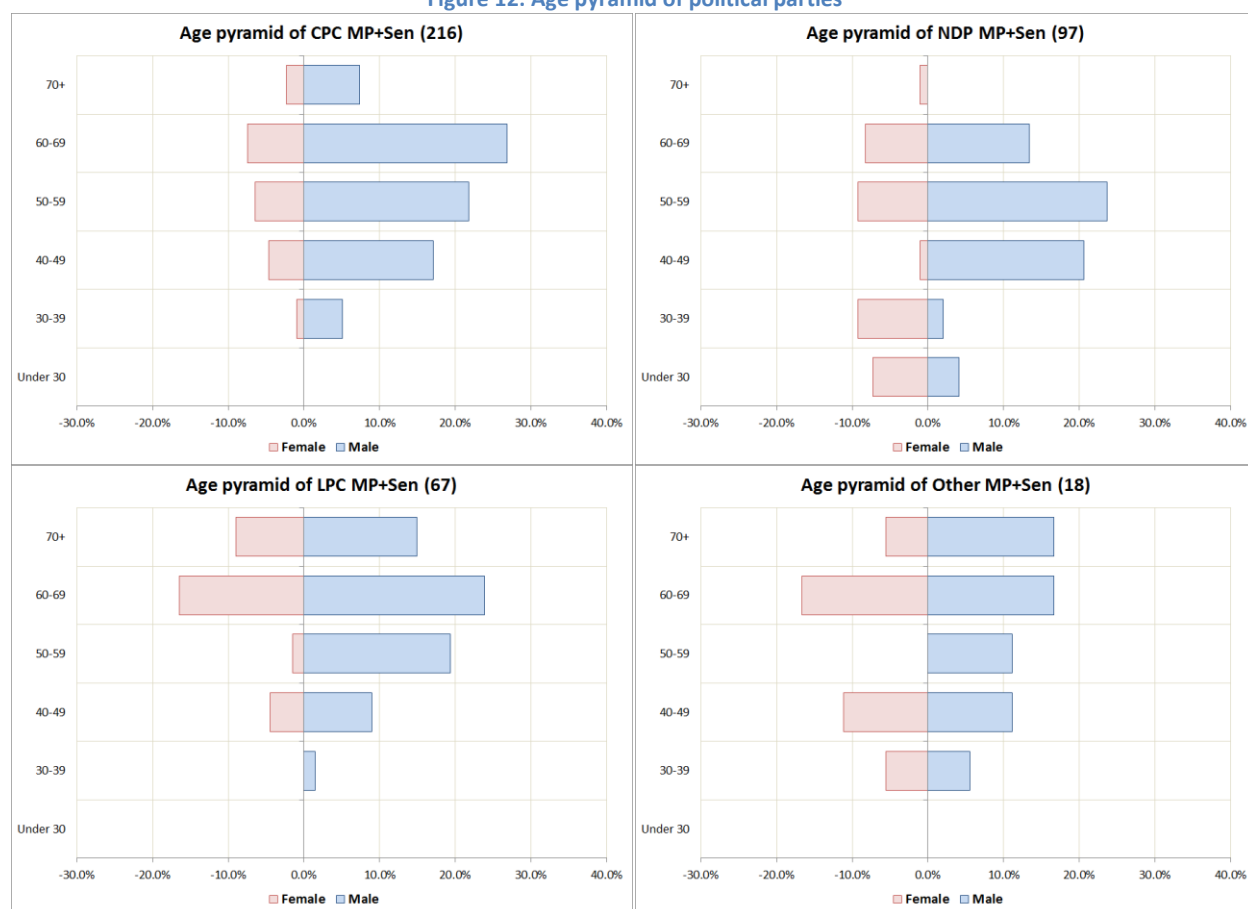 Figure 12: Age pyramid of political parties
Age pyramid of CPC MP+Sen (216)
70+
60-69
50-59
40-49
30-39
Under 30
-30.0% -20.0% -10.0% 0.0% 10.0% 20.0% 30.0% 40.0%
Female Male
Age pyramid of NDP MP+Sen (97)
70+
60-69
50-59
40-49
30-39
Under 30
-30.0% -20.0% -10.0% 0.0% 10.0% 20.0% 30.0% 40.0%
Female Male
Age pyramid of LPC MP+Sen (67)
70+
60-69
50-59
40-49
30-39
Under 30
-30.0% -20.0% -10.0% 0.0% 10.0% 20.0% 30.0% 40.0%
Female Male
Age pyramid of Other MP+Sen (18)
70+
60-69
50-59
40-49
30-39
Under 30
-30.0% -20.0% -10.0% 0.0% 10.0% 20.0% 30.0% 40.0%
Female Male